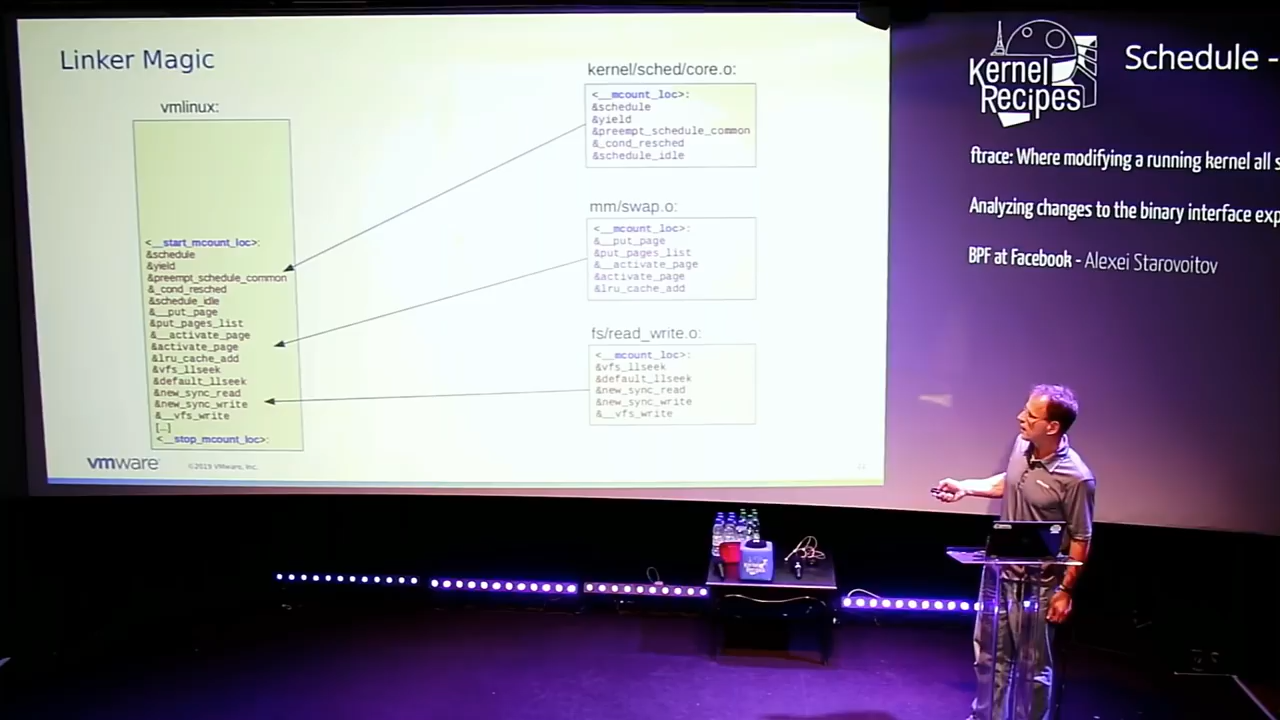 Linker Magic
vmlinux:
<__start_mcount_loc>:
&schedule
&yield
&preempt_schedule_common
&_cond_resched
&schedule_idle
&__put_page
&put_pages_list
&__activate_page
&activate_page
&lru_cache_add
&vfs_llseek
&default_llseek
&new_sync_read
&new_sync_write
&__vfs_write
[...]
<__stop_mcount_loc>:
kernel/sched/core.o:
<__mcount_loc>:
&schedule
&yield
&preempt_schedule_common
&_cond_resched
&schedule_idle
mm/swap.o:
<__mcount_loc>:
&__put_page
&put_pages_list
&__activate_page
&activate_page
&lru_cache_add
fs/read_write.o:
<__mcount_loc>:
&vfs_llseek
&default_llseek
&new_sync_read
&new_sync_write
&__vfs_write
vmware
©2019 VMware, Inc.
Kernel
Recipes
Schedule -
ftrace: Where modifying a running kernel all s
Analyzing changes to the binary interface exp
BPF at Facebook - Alexei Starovoitov